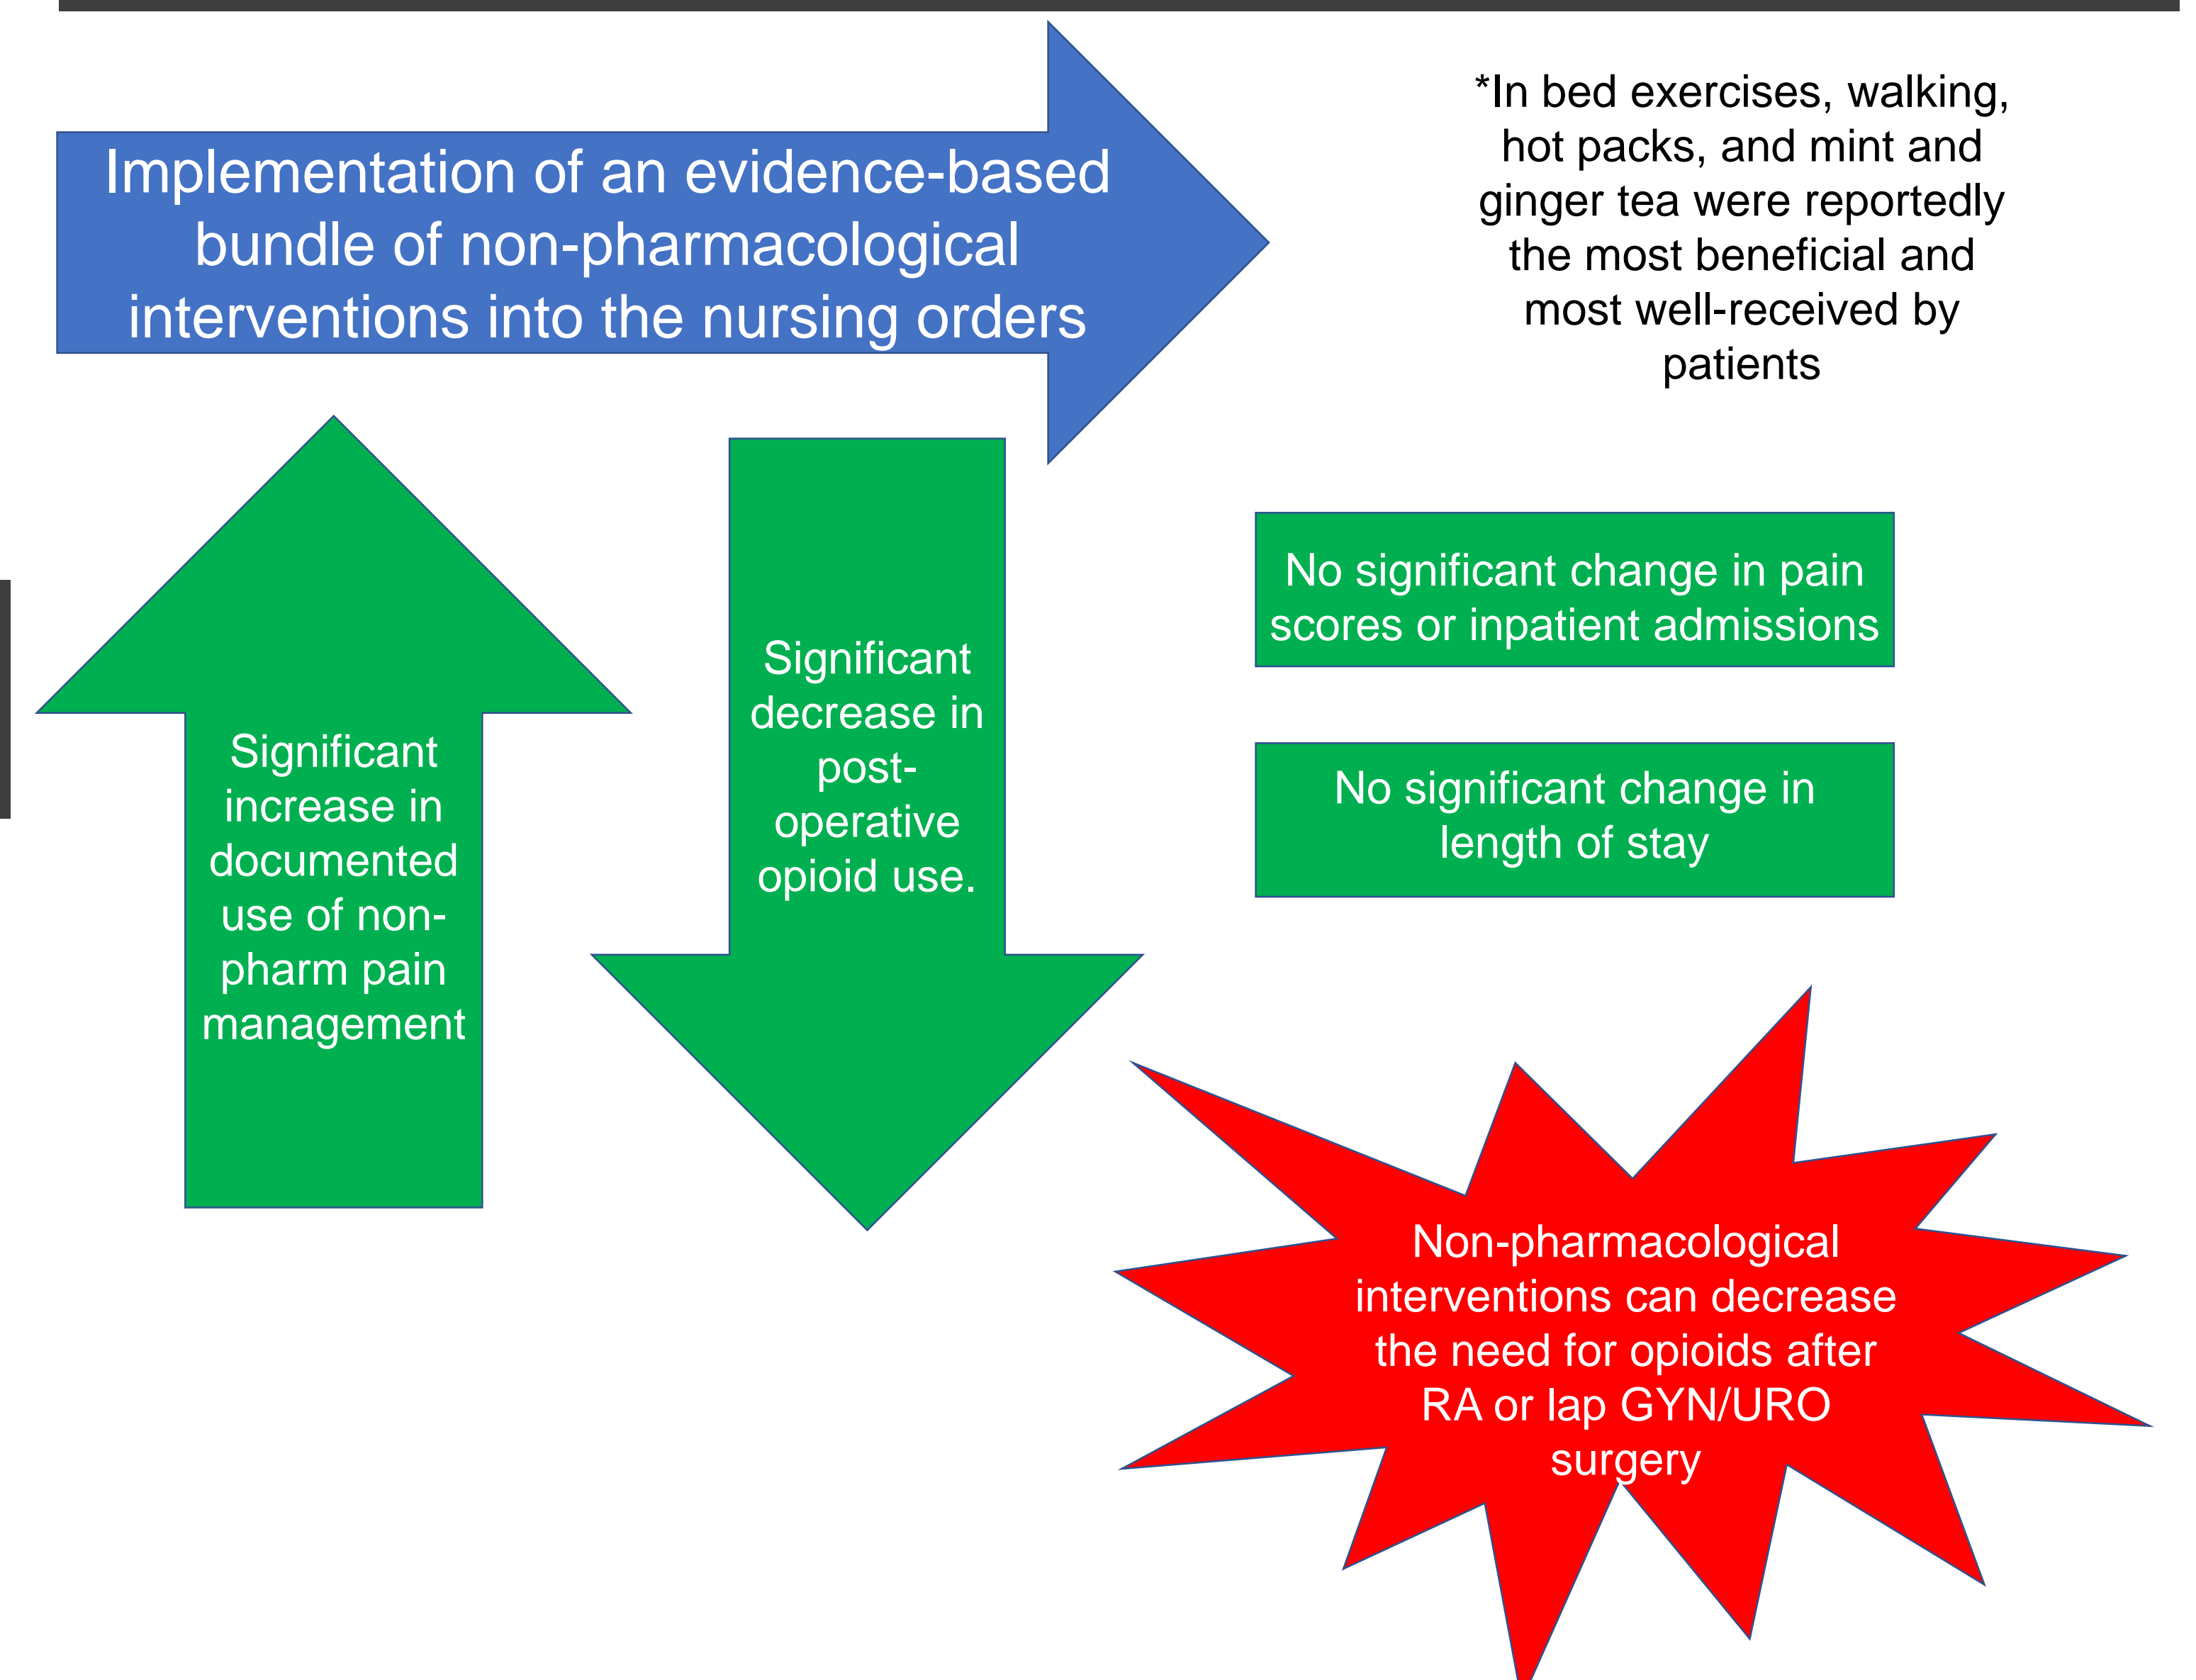 Implementation of an evidence-based
bundle of non-pharmacological
interventions into the nursing orders
*In bed exercises, walking,
hot packs, and mint and
ginger tea were reportedly
the most beneficial and
most well-received by
patients
Significant
increase in
documented
use of non-
pharm pain
management
Significant
decrease in
post-
operative
opioid use.
No significant change in pain
scores or inpatient admissions
No significant change in
length of stay
Non-pharmacological
interventions can decrease
the need for opioids after
RA or lap GYN/URO
surgery